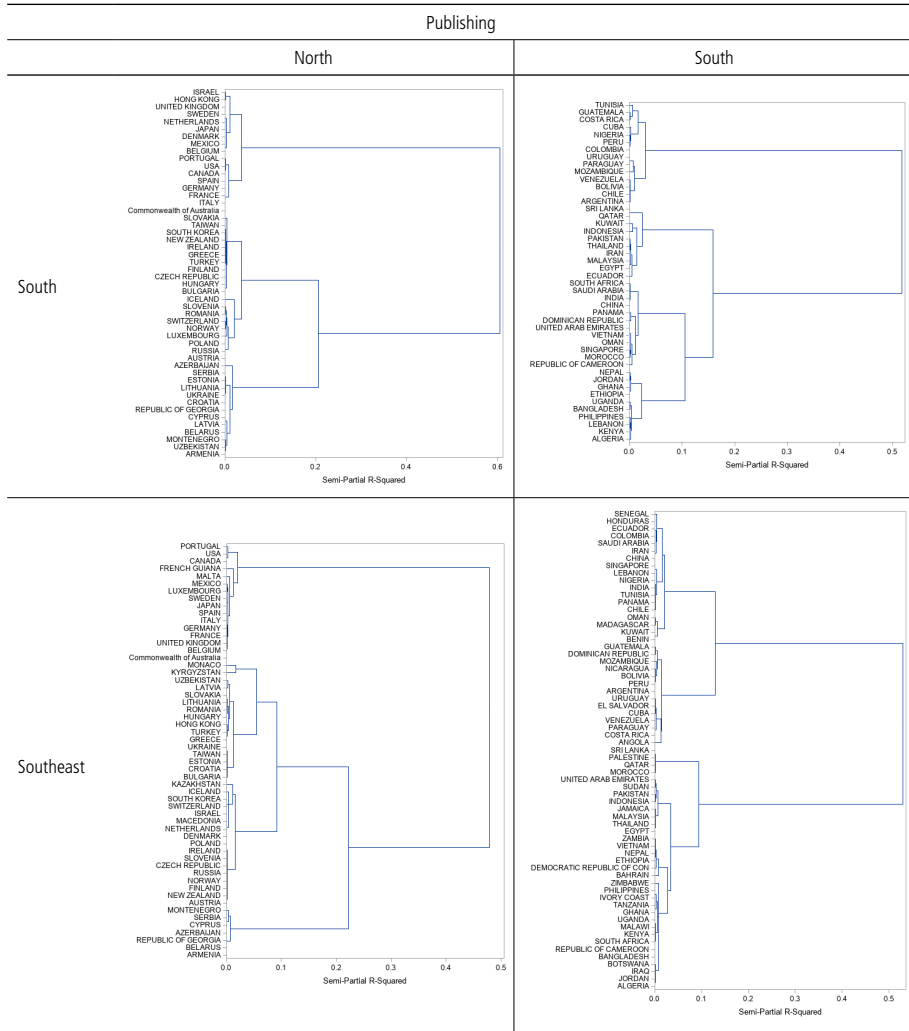 Publishing
North
South
South
ISRAEL
HONG KONG
UNITED KINGDOM
SWEDEN
NETHERLANDS
JAPAN
DENMARK
MEXICO
BELGIUM
PORTUGAL
USA
CANADA
SPAIN
GERMANY
FRANCE
ITALY
Commonwealth of Australia
SLOVAKIA
TAIWAN
SOUTH KOREA
NEW ZEALAND
IRELAND
GREECE
TURKEY
FINLAND
CZECH REPUBLIC
HUNGARY
BULGARIA
ICELAND
SLOVENIA
ROMANIA
SWITZERLAND
NORWAY
LUXEMBOURG
POLAND
RUSSIA
AUSTRIA
AZERBAIJAN
SERBIA
ESTONIA
LITHUANIA
UKRAINE
CROATIA
REPUBLIC OF GEORGIA
CYPRUS
LATVIA
BELARUS
MONTENEGRO
UZBEKISTAN
ARMENIA
0.0 0.2 0.4 0.6
Semi-Partial R-Squared
TUNISIA
GUATEMALA
COSTA RICA
CUBA
NIGERIA
PERU
COLOMBIA
URUGUAY
PARAGUAY
MOZAMBIQUE
VENEZUELA
BOLIVIA
CHILE
ARGENTINA
SRI LANKA
QATAR
KUWAIT
INDONESIA
PAKISTAN
THAILAND
IRAN
MALAYSIA
EGYPT
ECUADOR
SOUTH AFRICA
SAUDI ARABIA
INDIA
CHINA
PANAMA
DOMINICAN REPUBLIC
UNITED ARAB EMIRATES
VIETNAM
OMAN
SINGAPORE
MOROCCO
REPUBLIC OF CAMEROON
NEPAL
JORDAN
GHANA
ETHIOPIA
UGANDA
BANGLADESH
PHILIPPINES
LEBANON
KENYA
ALGERIA
0.0 0.1 0.2 0.3 0.4 0.5
Semi-Partial R-Squared
Southeast
PORTUGAL
USA
CANADA
FRENCH GUIANA
MALTA
MEXICO
LUXEMBOURG
SWEDEN
JAPAN
SPAIN
ITALY
GERMANY
FRANCE
UNITED KINGDOM
BELGIUM
Commonwealth of Australia
MONACO
KYRGYZSTAN
UZBEKISTAN
LATVIA
SLOVAKIA
LITHUANIA
ROMANIA
HUNGARY
HONG KONG
TURKEY
GREECE
UKRAINE
TAIWAN
ESTONIA
CROATIA
BULGARIA
KAZAKHSTAN
ICELAND
SOUTH KOREA
SWITZERLAND
ISRAEL
MACEDONIA
NETHERLANDS
DENMARK
POLAND
IRELAND
SLOVENIA
CZECH REPUBLIC
RUSSIA
NORWAY
FINLAND
NEW ZEALAND
AUSTRIA
MONTENEGRO
SERBIA
CYPRUS
AZERBAIJAN
REPUBLIC OF GEORGIA
BELARUS
ARMENIA
0.0 0.1 0.2 0.3 0.4 0.5
Semi-Partial R-Squared
SENEGAL
HONDURAS
ECUADOR
COLOMBIA
SAUDI ARABIA
IRAN
CHINA
SINGAPORE
LEBANON
NIGERIA
INDIA
TUNISIA
PANAMA
CHILE
OMAN
MADAGASCAR
KUWAIT
BENIN
GUATEMALA
DOMINICAN REPUBLIC
MOZAMBIQUE
NICARAGUA
BOLIVIA
PERU
ARGENTINA
URUGUAY
EL SALVADOR
CUBA
VENEZUELA
PARAGUAY
COSTA RICA
ANGOLA
SRI LANKA
PALESTINE
QATAR
MOROCCO
UNITED ARAB EMIRATES
SUDAN
PAKISTAN
INDONESIA
JAMAICA
MALAYSIA
THAILAND
EGYPT
ZAMBIA
VIETNAM
NEPAL
ETHIOPIA
DEMOCRATIC REPUBLIC OF CON
BAHRAIN
ZIMBABWE
PHILIPPINES
IVORY COAST
TANZANIA
GHANA
UGANDA
MALAWI
KENYA
SOUTH AFRICA
REPUBLIC OF CAMEROON
BANGLADESH
BOTSWANA
IRAQ
JORDAN
ALGERIA
0.0 0.1 0.2 0.3 0.4 0.5
Semi-Partial R-Squared